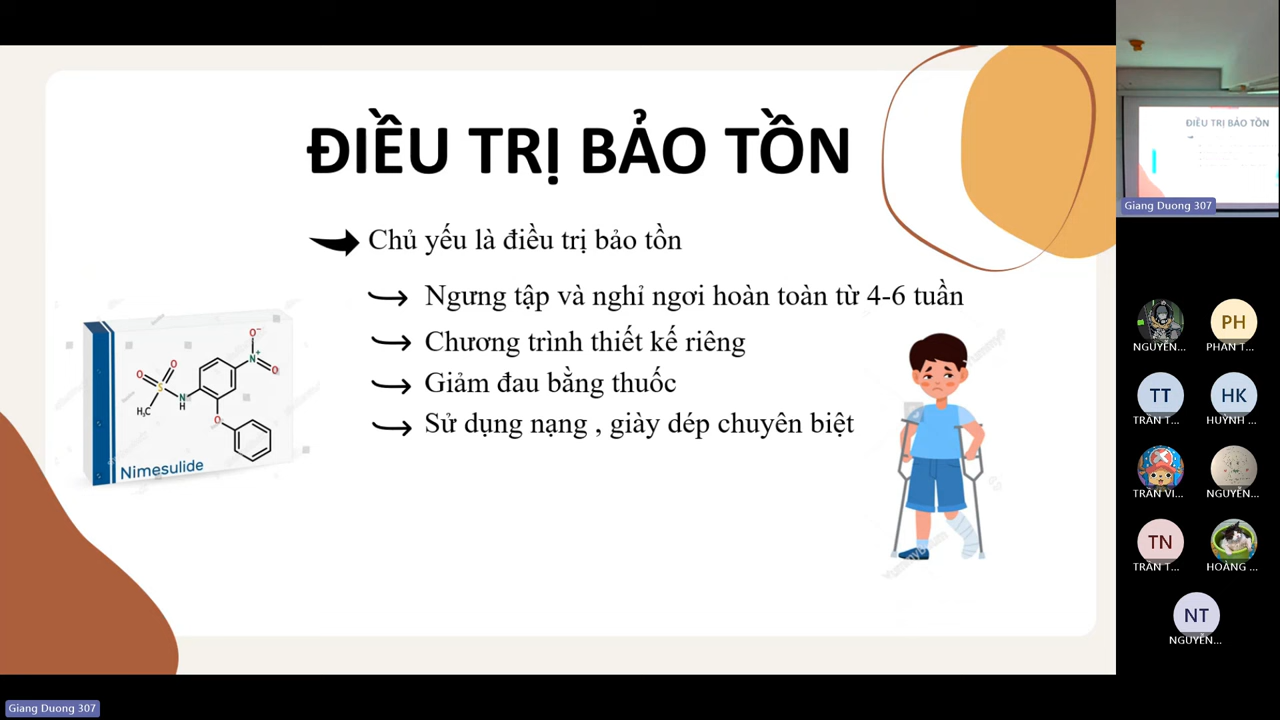 ĐIỀU TRỊ BẢO TỒN
Chủ yếu là điều trị bảo tồn
Ngưng tập và nghỉ ngơi hoàn toàn từ 4-6 tuần
Chương trình thiết kế riêng
Giảm đau bằng thuốc
Sử dụng nạng , giày dép chuyên biệt
O⁻
N⁺
O
O
O
S
H₃C
N
H
O
Nimesulide
ĐIỀU TRỊ BẢO TỒN
Giang Duong 307
PH
NGUYỄN...
PHAN T...
TT
HK
TRẦN T...
HUỲNH ...
TRẦN VI...
NGUYỄN...
TN
TRẦN T...
HOÀNG ...
NT
NGUYỄN...
Giang Duong 307